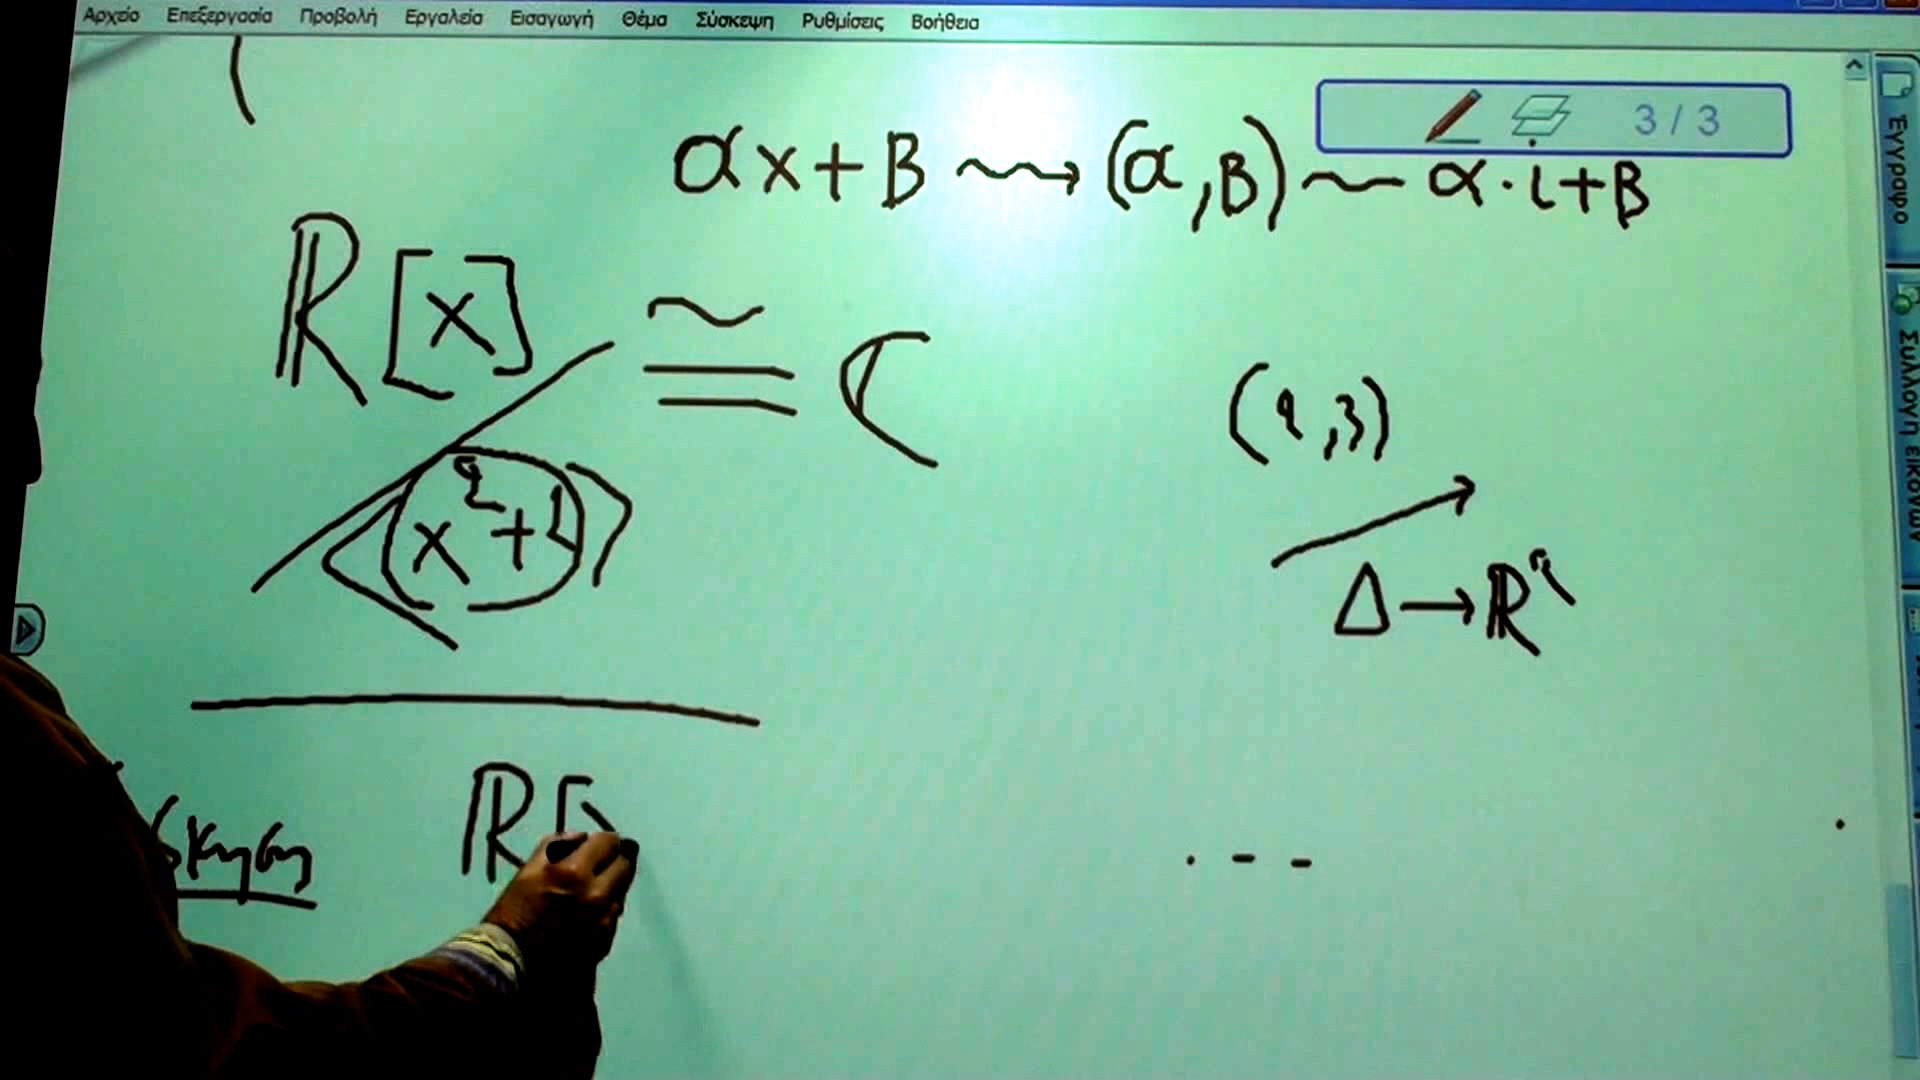 Αρχείο Επεξεργασία Προβολή Εργαλεία Εισαγωγή Θέμα Σύσκεψη Ρυθμίσεις Βοήθεια
3 / 3
αx+β ⇝ (α,β) ~ α·i+β
ℝ[x] ≅ ℂ
(2,3)
⟨x²+1⟩
Δ→ℝ²
ℝ[
Έγγραφο
Συλλογή εικόνων